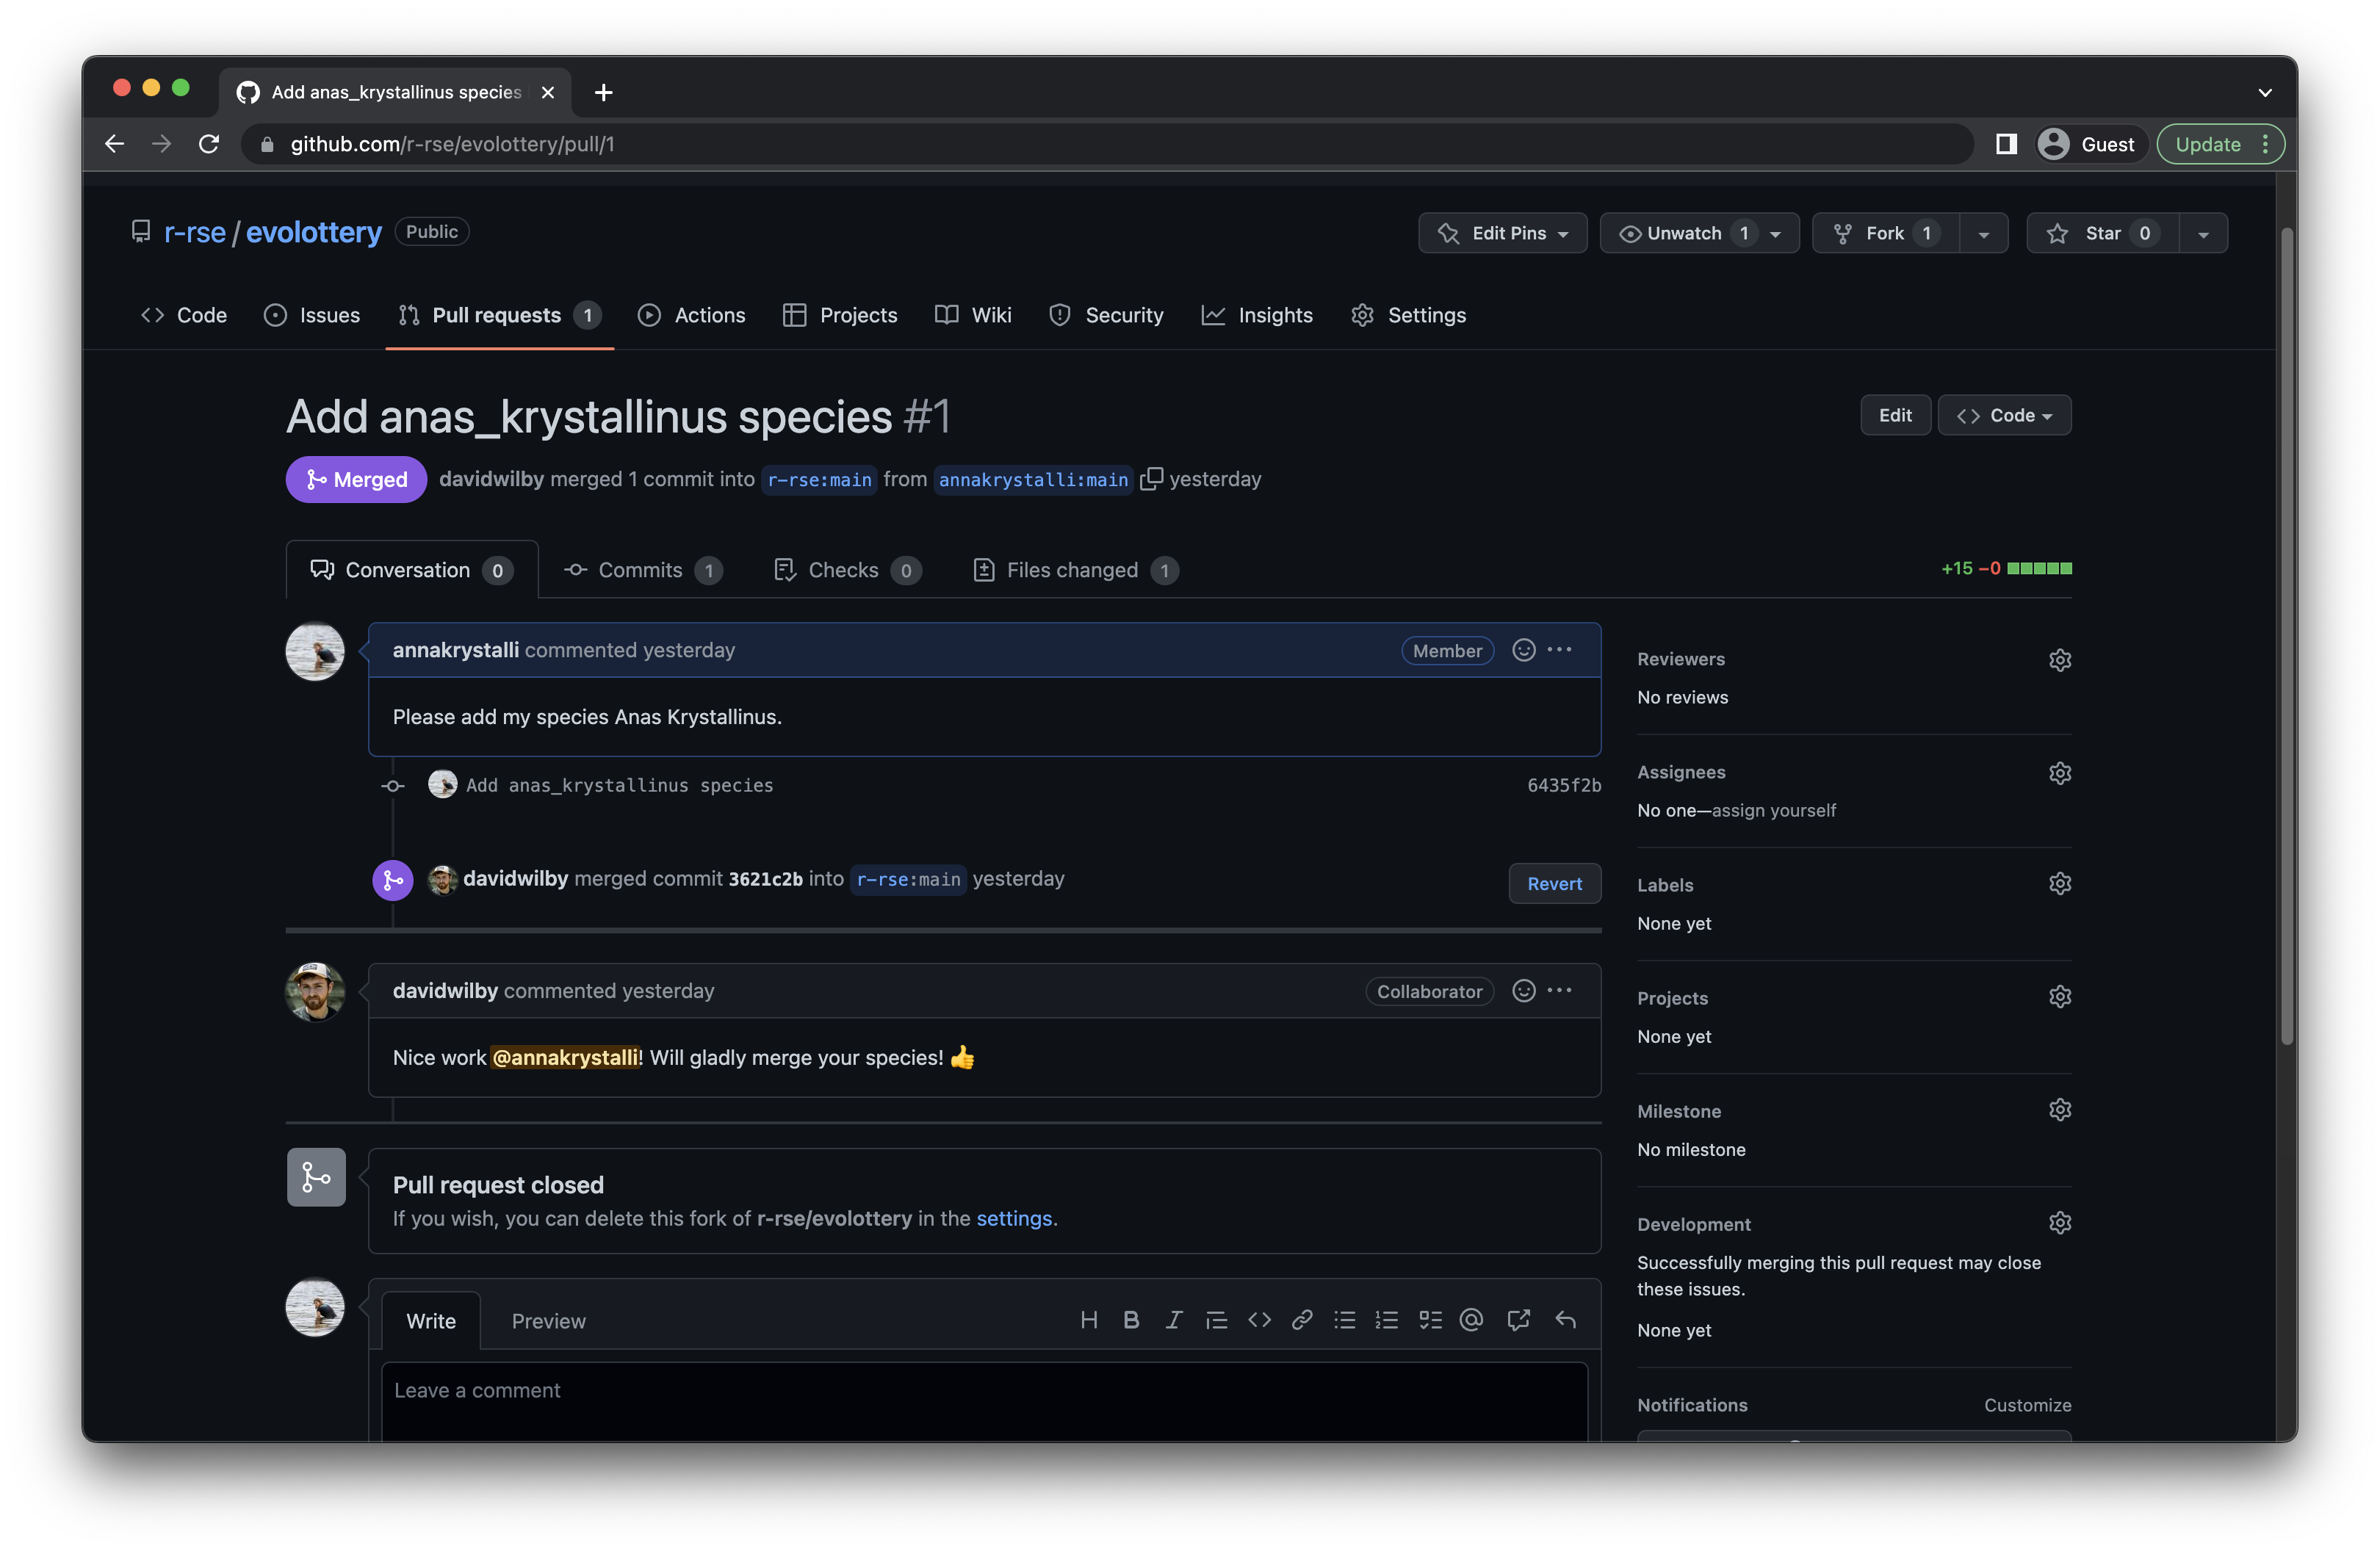 Add anas_krystallinus species
github.com/r-rse/evolottery/pull/1
Guest
Update
r-rse / evolottery Public
Edit Pins
Unwatch 1
Fork 1
Star 0
Code
Issues
Pull requests 1
Actions
Projects
Wiki
Security
Insights
Settings
Add anas_krystallinus species #1
Edit
Code
Merged davidwilby merged 1 commit into r-rse:main from annakrystalli:main yesterday
Conversation 0
Commits 1
Checks 0
Files changed 1
+15 −0
annakrystalli commented yesterday
Member
Please add my species Anas Krystallinus.
Add anas_krystallinus species
6435f2b
davidwilby merged commit 3621c2b into r-rse:main yesterday
Revert
davidwilby commented yesterday
Collaborator
Nice work @annakrystalli! Will gladly merge your species! 👍
Pull request closed
If you wish, you can delete this fork of r-rse/evolottery in the settings.
Write
Preview
Leave a comment
Reviewers
No reviews
Assignees
No one—assign yourself
Labels
None yet
Projects
None yet
Milestone
No milestone
Development
Successfully merging this pull request may close
these issues.
None yet
Notifications
Customize